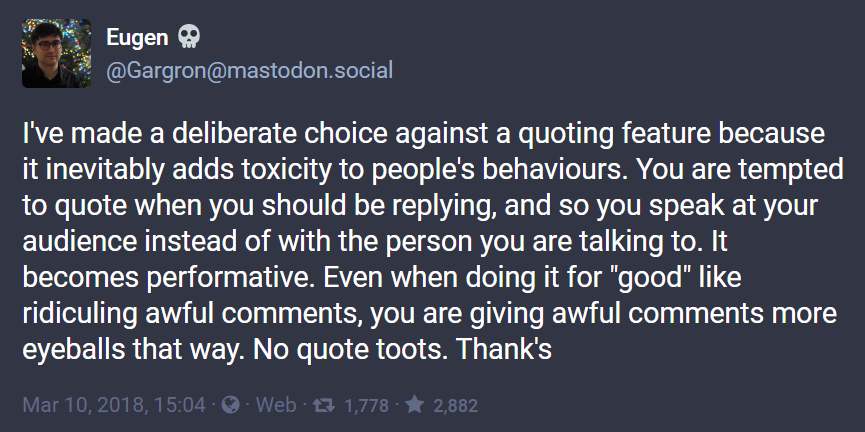 Eugen 💀
@Gargron@mastodon.social
I've made a deliberate choice against a quoting feature because
it inevitably adds toxicity to people's behaviours. You are tempted
to quote when you should be replying, and so you speak at your
audience instead of with the person you are talking to. It
becomes performative. Even when doing it for "good" like
ridiculing awful comments, you are giving awful comments more
eyeballs that way. No quote toots. Thank's
Mar 10, 2018, 15:04 · · Web · 1,778 · 2,882